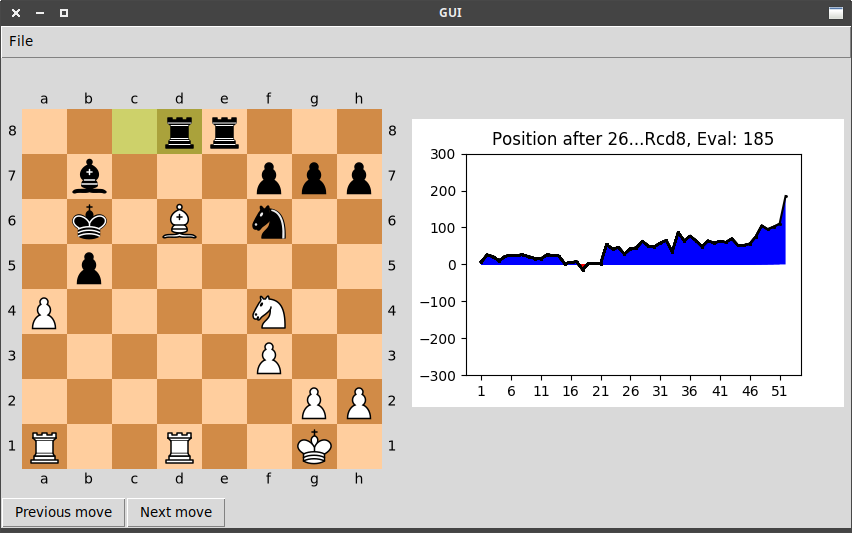 GUI
File
a b c d e f g h
8 8
7 7
6 6
5 5
4 4
3 3
2 2
1 1
a b c d e f g h
Position after 26...Rcd8, Eval: 185
300
200
100
0
−100
−200
−300
1 6 11 16 21 26 31 36 41 46 51
Previous move Next move